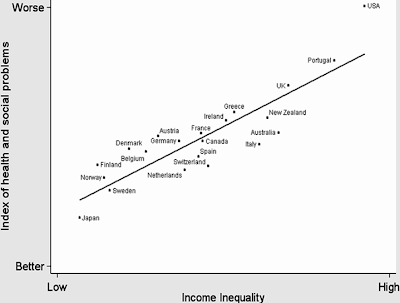 Worse
USA
Portugal
UK
Greece
New Zealand
Ireland
France
Australia
Austria
Germany
Canada
Italy
Denmark
Belgium
Spain
Switzerland
Finland
Netherlands
Norway
Sweden
Japan
Better
Index of health and social problems
Low
High
Income Inequality